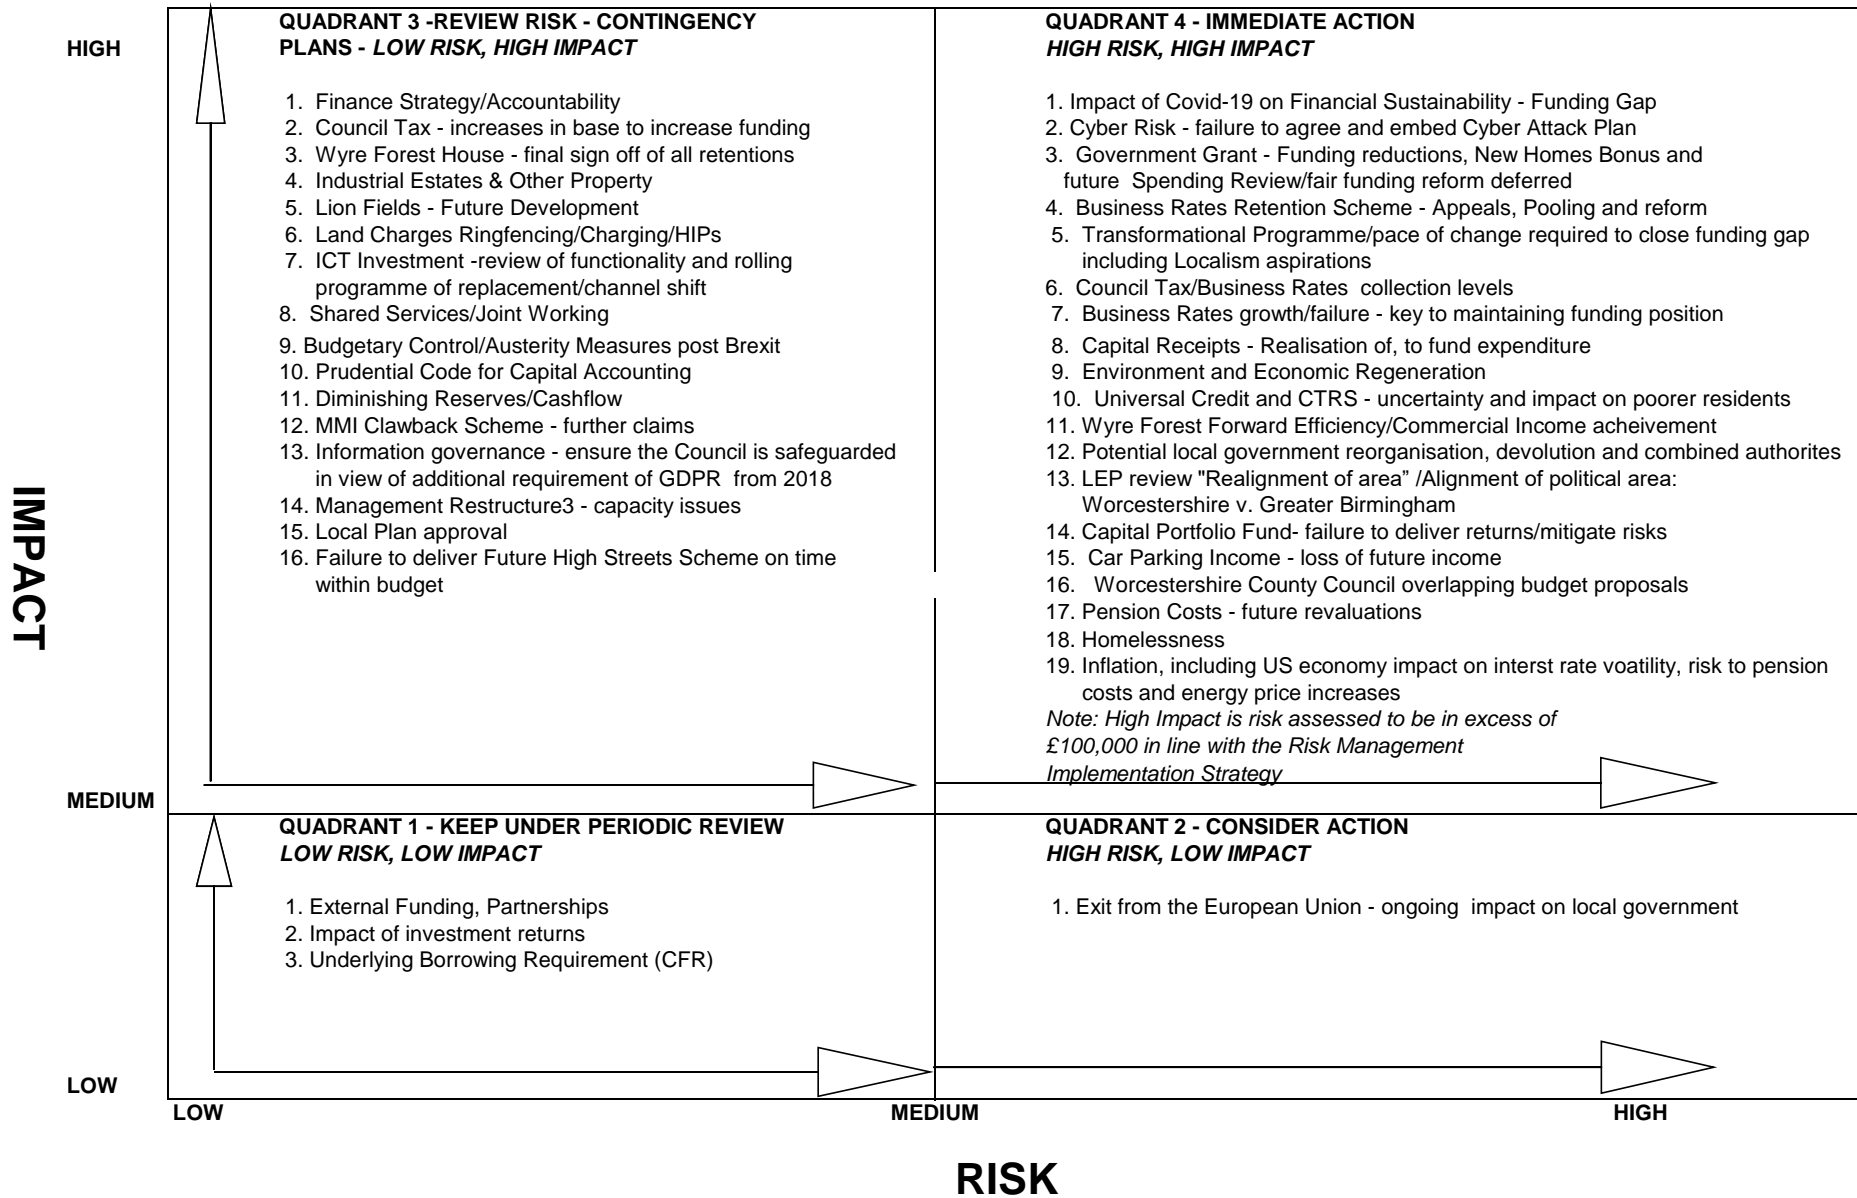 HIGH
QUADRANT 3 -REVIEW RISK - CONTINGENCY
PLANS - LOW RISK, HIGH IMPACT
1. Finance Strategy/Accountability
2. Council Tax - increases in base to increase funding
3. Wyre Forest House - final sign off of all retentions
4. Industrial Estates & Other Property
5. Lion Fields - Future Development
6. Land Charges Ringfencing/Charging/HIPs
7. ICT Investment -review of functionality and rolling
programme of replacement/channel shift
8. Shared Services/Joint Working
9. Budgetary Control/Austerity Measures post Brexit
10. Prudential Code for Capital Accounting
11. Diminishing Reserves/Cashflow
12. MMI Clawback Scheme - further claims
13. Information governance - ensure the Council is safeguarded
in view of additional requirement of GDPR from 2018
14. Management Restructure3 - capacity issues
15. Local Plan approval
16. Failure to deliver Future High Streets Scheme on time
within budget
QUADRANT 4 - IMMEDIATE ACTION
HIGH RISK, HIGH IMPACT
1. Impact of Covid-19 on Financial Sustainability - Funding Gap
2. Cyber Risk - failure to agree and embed Cyber Attack Plan
3. Government Grant - Funding reductions, New Homes Bonus and
future Spending Review/fair funding reform deferred
4. Business Rates Retention Scheme - Appeals, Pooling and reform
5. Transformational Programme/pace of change required to close funding gap
including Localism aspirations
6. Council Tax/Business Rates collection levels
7. Business Rates growth/failure - key to maintaining funding position
8. Capital Receipts - Realisation of, to fund expenditure
9. Environment and Economic Regeneration
10. Universal Credit and CTRS - uncertainty and impact on poorer residents
11. Wyre Forest Forward Efficiency/Commercial Income acheivement
12. Potential local government reorganisation, devolution and combined authorites
13. LEP review "Realignment of area” /Alignment of political area:
Worcestershire v. Greater Birmingham
14. Capital Portfolio Fund- failure to deliver returns/mitigate risks
15. Car Parking Income - loss of future income
16. Worcestershire County Council overlapping budget proposals
17. Pension Costs - future revaluations
18. Homelessness
19. Inflation, including US economy impact on interst rate voatility, risk to pension
costs and energy price increases
Note: High Impact is risk assessed to be in excess of
£100,000 in line with the Risk Management
Implementation Strategy
IMPACT
MEDIUM
QUADRANT 1 - KEEP UNDER PERIODIC REVIEW
LOW RISK, LOW IMPACT
1. External Funding, Partnerships
2. Impact of investment returns
3. Underlying Borrowing Requirement (CFR)
QUADRANT 2 - CONSIDER ACTION
HIGH RISK, LOW IMPACT
1. Exit from the European Union - ongoing impact on local government
LOW
LOW
MEDIUM
HIGH
RISK